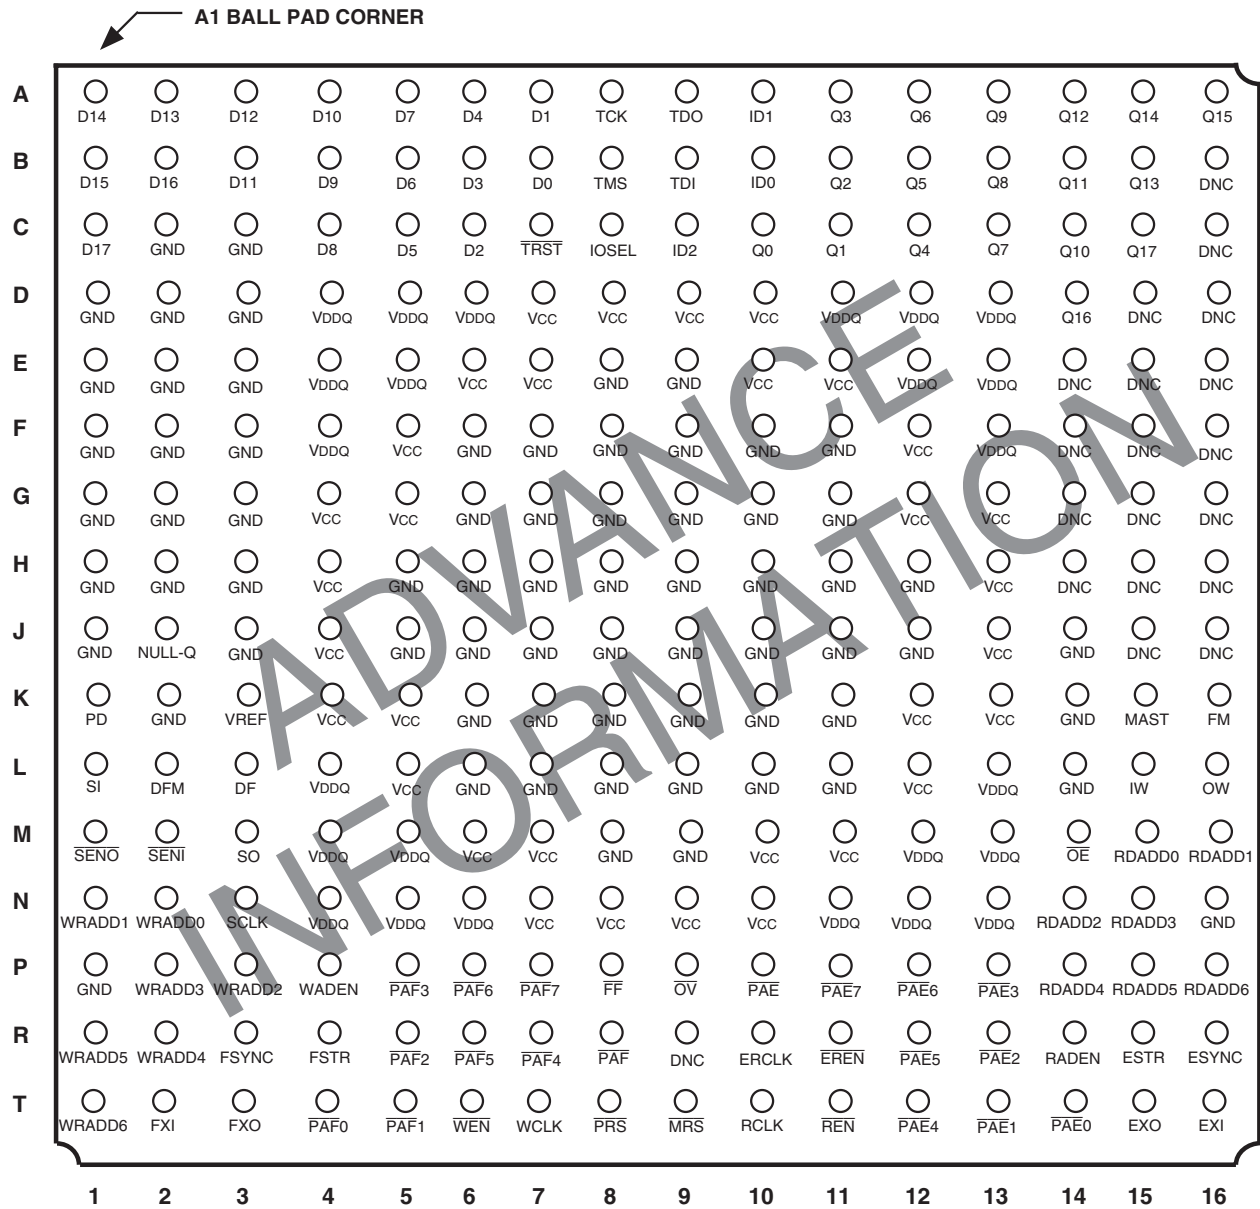 A1 BALL PAD CORNER
A
D14 D13 D12 D10 D7 D4 D1 TCK TDO ID1 Q3 Q6 Q9 Q12 Q14 Q15
B
D15 D16 D11 D9 D6 D3 D0 TMS TDI ID0 Q2 Q5 Q8 Q11 Q13 DNC
C
D17 GND GND D8 D5 D2 TRST IOSEL ID2 Q0 Q1 Q4 Q7 Q10 Q17 DNC
D
GND GND GND VDDQ VDDQ VDDQ VCC VCC VCC VCC VDDQ VDDQ VDDQ Q16 DNC DNC
E
GND GND GND VDDQ VDDQ VCC VCC GND GND VCC VCC VDDQ VDDQ DNC DNC DNC
F
GND GND GND VDDQ VCC GND GND GND GND GND GND VCC VDDQ DNC DNC DNC
G
GND GND GND VCC VCC GND GND GND GND GND GND VCC VCC DNC DNC DNC
H
GND GND GND VCC GND GND GND GND GND GND GND GND VCC DNC DNC DNC
J
GND NULL-Q GND VCC GND GND GND GND GND GND GND GND VCC GND DNC DNC
K
PD GND VREF VCC VCC GND GND GND GND GND GND VCC VCC GND MAST FM
L
SI DFM DF VDDQ VCC GND GND GND GND GND GND VCC VDDQ GND IW OW
M
SENO SENI SO VDDQ VDDQ VCC VCC GND GND VCC VCC VDDQ VDDQ OE RDADD0 RDADD1
N
WRADD1 WRADD0 SCLK VDDQ VDDQ VDDQ VCC VCC VCC VCC VDDQ VDDQ VDDQ RDADD2 RDADD3 GND
P
GND WRADD3 WRADD2 WADEN PAF3 PAF6 PAF7 FF OV PAE PAE7 PAE6 PAE3 RDADD4 RDADD5 RDADD6
R
WRADD5 WRADD4 FSYNC FSTR PAF2 PAF5 PAF4 PAF DNC ERCLK EREN PAE5 PAE2 RADEN ESTR ESYNC
T
WRADD6 FXI FXO PAF0 PAF1 WEN WCLK PRS MRS RCLK REN PAE4 PAE1 PAE0 EXO EXI
1 2 3 4 5 6 7 8 9 10 11 12 13 14 15 16
ADVANCE
INFORMATION